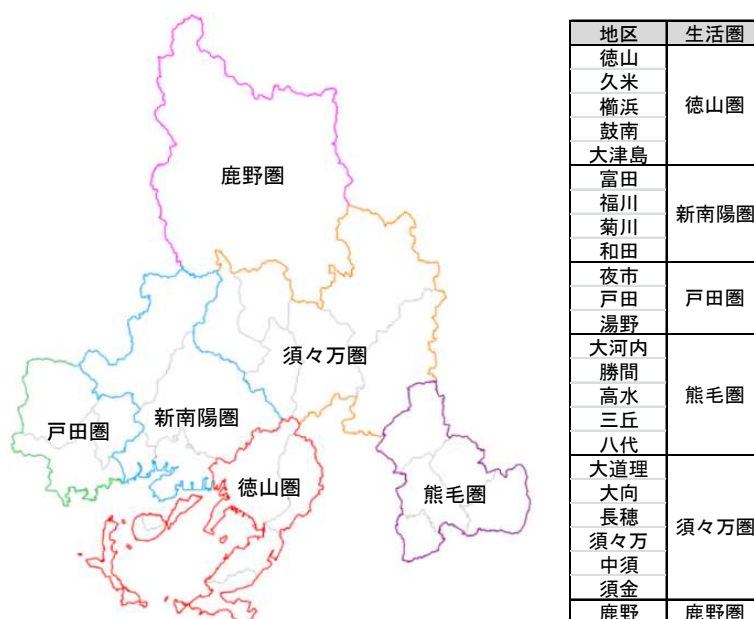 鹿野圏
須々万圏
戸田圏
新南陽圏
徳山圏
熊毛圏
地区 生活圏
徳山 徳山圏
久米
櫛浜
鼓南
大津島
富田 新南陽圏
福川
菊川
和田
夜市 戸田圏
戸田
湯野
大河内 熊毛圏
勝間
高水
三丘
八代
大道理 須々万圏
大向
長穂
須々万
中須
須金
鹿野 鹿野圏